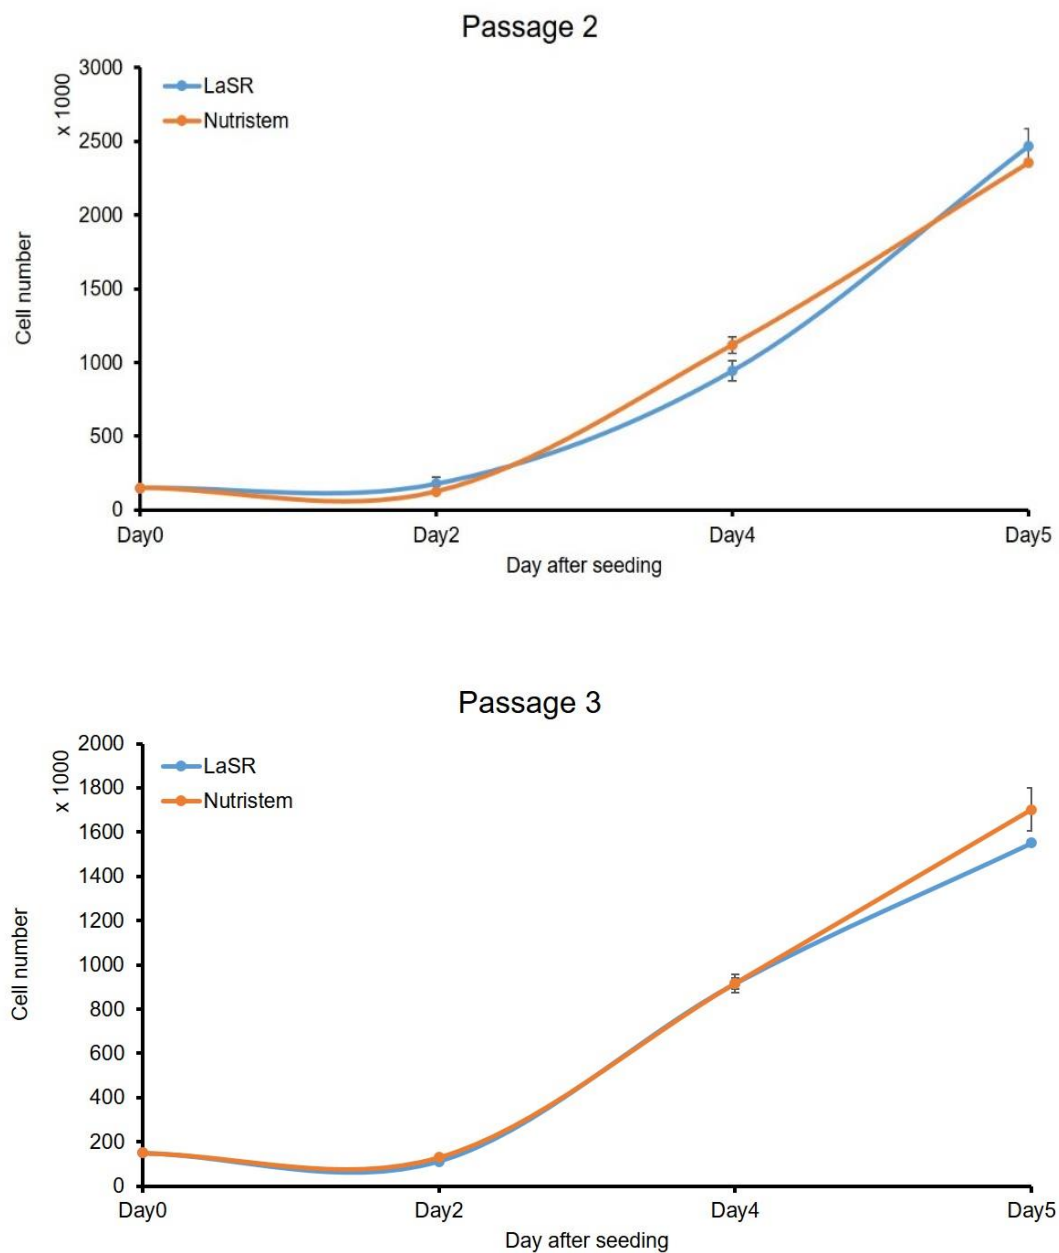 Passage 2
x 1000
3000
2500
2000
1500
1000
500
0
LaSR
Nutristem
Cell number
Day0 Day2 Day4 Day5
Day after seeding
Passage 3
x 1000
2000
1800
1600
1400
1200
1000
800
600
400
200
0
LaSR
Nutristem
Cell number
Day0 Day2 Day4 Day5
Day after seeding